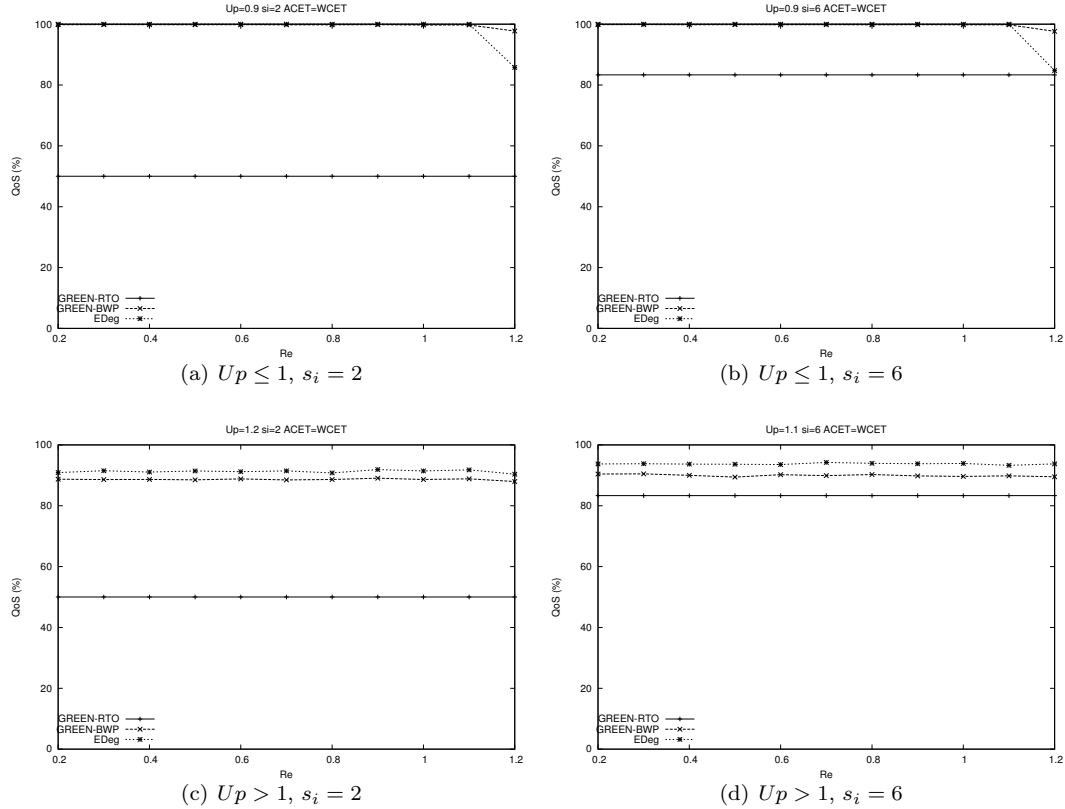 Up=0.9 si=2 ACET=WCET
100
80
60
40
20
0
QoS (%)
GREEN-RTO
GREEN-BWP
EDeg
0.2 0.4 0.6 0.8 1 1.2
Re
(a) Up ≤ 1, s_i = 2
Up=0.9 si=6 ACET=WCET
100
80
60
40
20
0
QoS (%)
GREEN-RTO
GREEN-BWP
EDeg
0.2 0.4 0.6 0.8 1 1.2
Re
(b) Up ≤ 1, s_i = 6
Up=1.2 si=2 ACET=WCET
100
80
60
40
20
0
QoS (%)
GREEN-RTO
GREEN-BWP
EDeg
0.2 0.4 0.6 0.8 1 1.2
Re
(c) Up > 1, s_i = 2
Up=1.1 si=6 ACET=WCET
100
80
60
40
20
0
QoS (%)
GREEN-RTO
GREEN-BWP
EDeg
0.2 0.4 0.6 0.8 1 1.2
Re
(d) Up > 1, s_i = 6